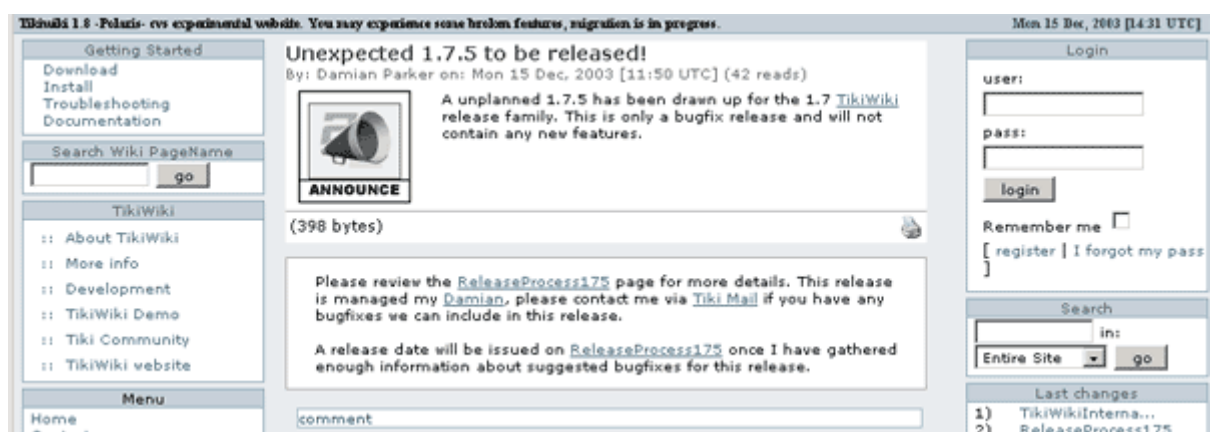 Tikiwiki 1.8 -Polaris- cvs experimental website. You may experience some broken features, migration is in progress.
Mon 15 Dec, 2003 [14:31 UTC]
Getting Started
Download
Install
Troubleshooting
Documentation
Search Wiki PageName
go
TikiWiki
:: About TikiWiki
:: More info
:: Development
:: TikiWiki Demo
:: Tiki Community
:: TikiWiki website
Menu
Home
Unexpected 1.7.5 to be released!
By: Damian Parker on: Mon 15 Dec, 2003 [11:50 UTC] (42 reads)
ANNOUNCE
A unplanned 1.7.5 has been drawn up for the 1.7 TikiWiki
release family. This is only a bugfix release and will not
contain any new features.
(398 bytes)
Please review the ReleaseProcess175 page for more details. This release
is managed my Damian, please contact me via Tiki Mail if you have any
bugfixes we can include in this release.
A release date will be issued on ReleaseProcess175 once I have gathered
enough information about suggested bugfixes for this release.
comment
Login
user:
pass:
login
Remember me
[ register | I forgot my pass
]
Search
in:
Entire Site
go
Last changes
1) TikiWikiInterna...
2) ReleaseProcess175